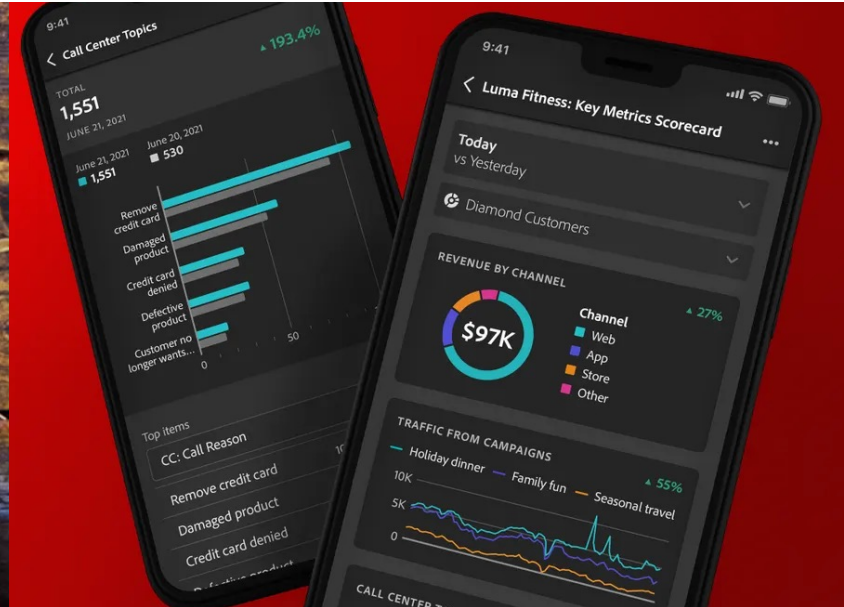 9:41
Call Center Topics
TOTAL
▲ 193.4%
1,551
JUNE 21, 2021
June 21, 2021
1,551
June 20, 2021
530
Remove
credit card
Damaged
product
Credit card
denied
Defective
product
Customer no
longer wants...
0
50
Top items
CC: Call Reason
Remove credit card
Damaged product
Credit card denied
Defective product
9:41
Luma Fitness: Key Metrics Scorecard
Today
vs Yesterday
Diamond Customers
REVENUE BY CHANNEL
▲ 27%
$97K
Channel
Web
App
Store
Other
TRAFFIC FROM CAMPAIGNS
▲ 55%
Holiday dinner
Family fun
Seasonal travel
10K
5K
0
CALL CENTER